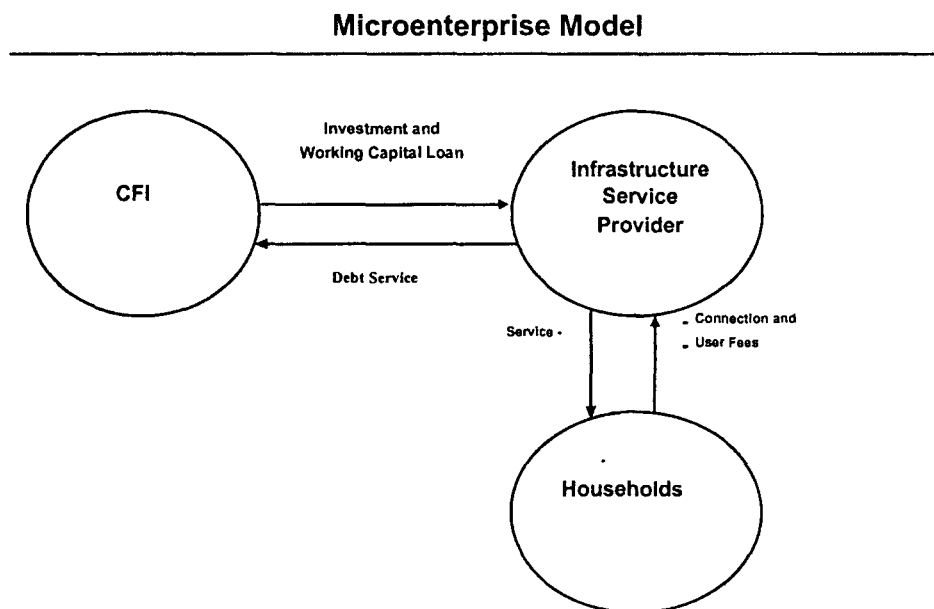 Microenterprise Model
Investment and
Working Capital Loan
CFI
Infrastructure
Service
Provider
Debt Service
Service -
- Connection and
- User Fees
Households